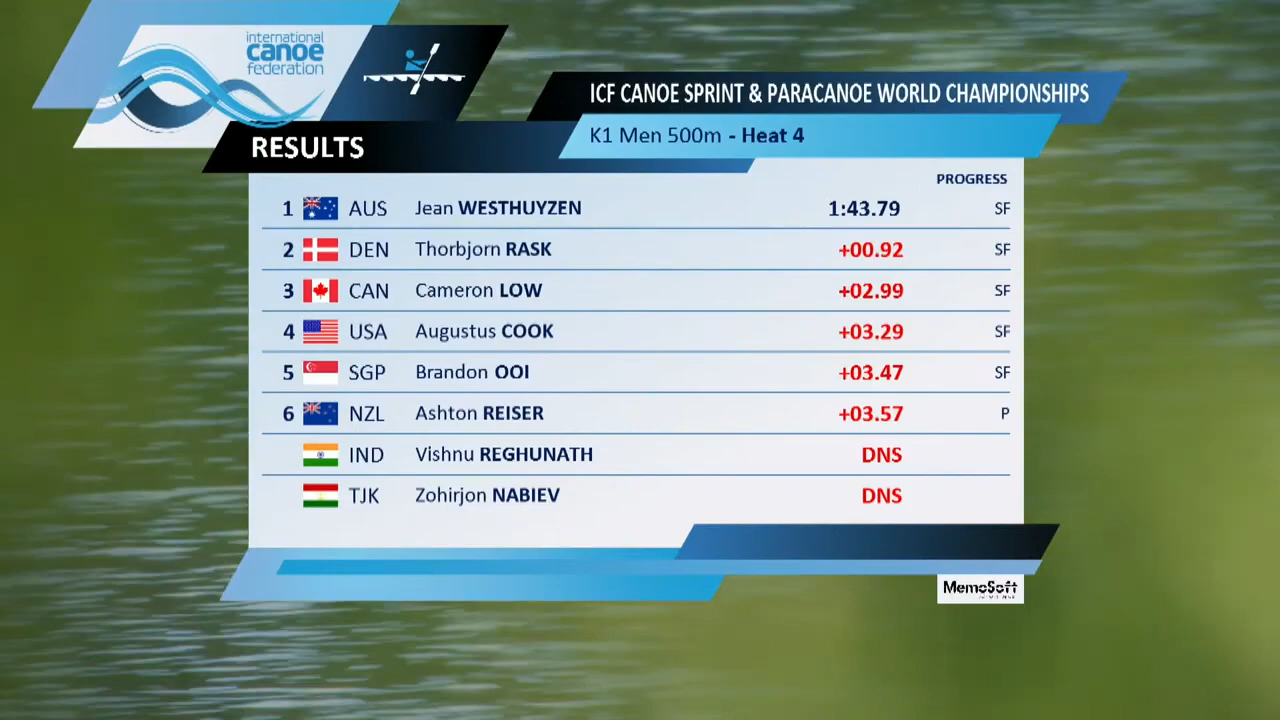 international
canoe
federation
ICF CANOE SPRINT & PARACANOE WORLD CHAMPIONSHIPS
K1 Men 500m - Heat 4
RESULTS
PROGRESS
1 AUS Jean WESTHUYZEN 1:43.79 SF
2 DEN Thorbjorn RASK +00.92 SF
3 CAN Cameron LOW +02.99 SF
4 USA Augustus COOK +03.29 SF
5 SGP Brandon OOI +03.47 SF
6 NZL Ashton REISER +03.57 P
IND Vishnu REGHUNATH DNS
TJK Zohirjon NABIEV DNS
MemoSoft